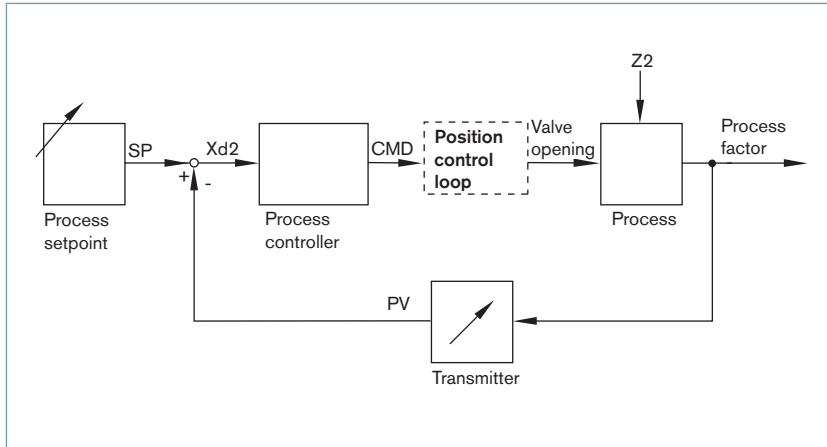 Z2
SP
Xd2
CMD
Position
control
loop
Valve
opening
Process
factor
+
-
Process
setpoint
Process
controller
Process
PV
Transmitter